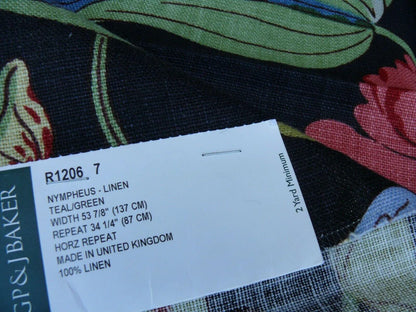 GP & J BAKER
R1206 7
NYMPHEUS - LINEN
TEAL/GREEN
WIDTH 53 7/8" (137 CM)
REPEAT 34 1/4" (87 CM)
HORZ REPEAT
MADE IN UNITED KINGDOM
100% LINEN
2 Yard Minimum